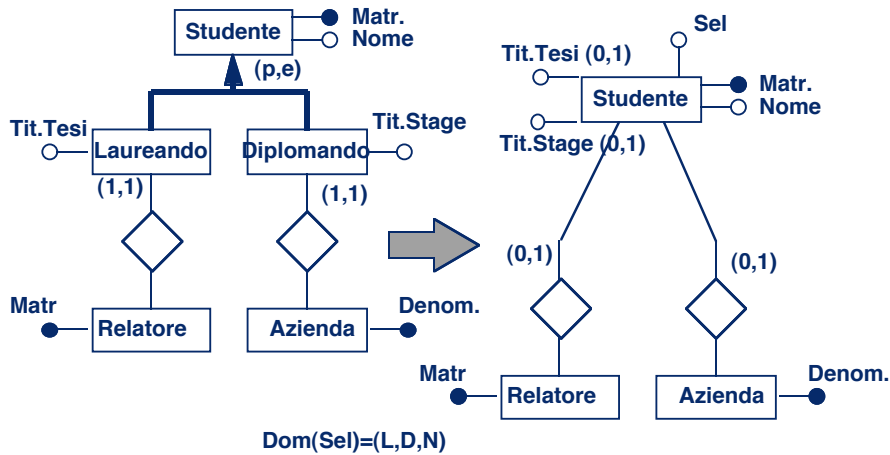 Studente
Matr.
Nome
(p,e)
Tit.Tesi
Laureando
Diplomando
Tit.Stage
(1,1)
(1,1)
Matr
Relatore
Azienda
Denom.
Sel
Tit.Tesi (0,1)
Studente
Matr.
Nome
Tit.Stage (0,1)
(0,1)
(0,1)
Matr
Relatore
Azienda
Denom.
Dom(Sel)=(L,D,N)